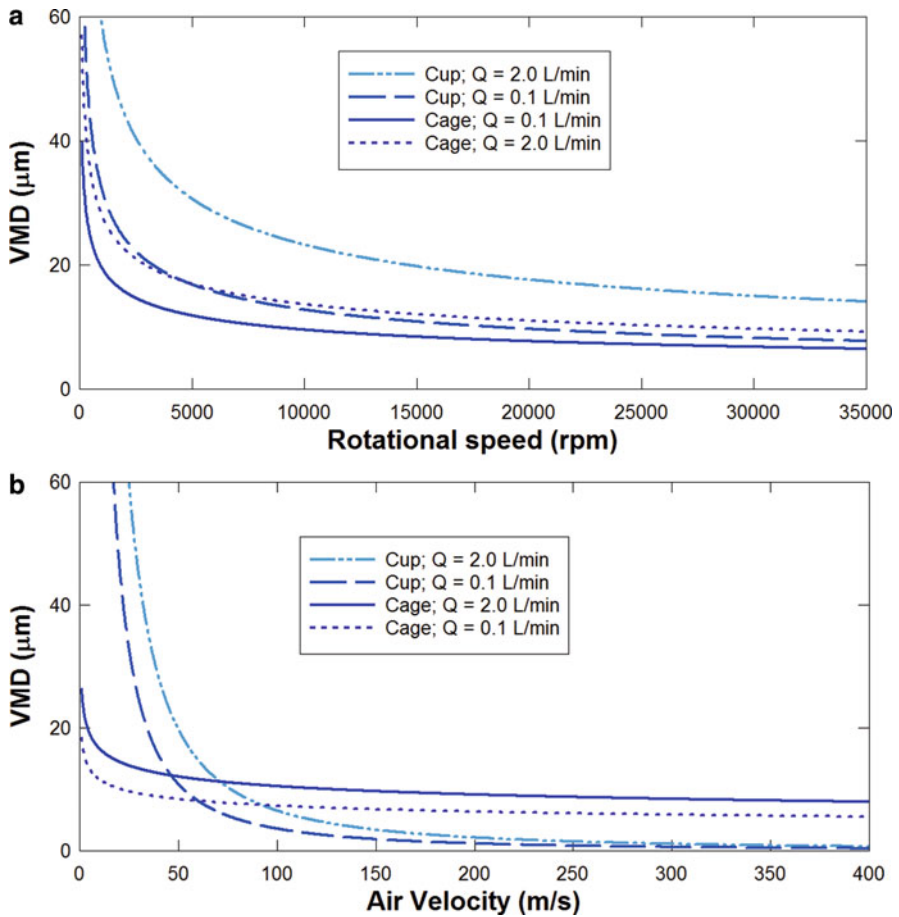 a
60
40
20
0
VMD (μm)
Cup; Q = 2.0 L/min
Cup; Q = 0.1 L/min
Cage; Q = 0.1 L/min
Cage; Q = 2.0 L/min
0 5000 10000 15000 20000 25000 30000 35000
Rotational speed (rpm)
b
60
40
20
0
VMD (μm)
Cup; Q = 2.0 L/min
Cup; Q = 0.1 L/min
Cage; Q = 2.0 L/min
Cage; Q = 0.1 L/min
0 50 100 150 200 250 300 350 400
Air Velocity (m/s)